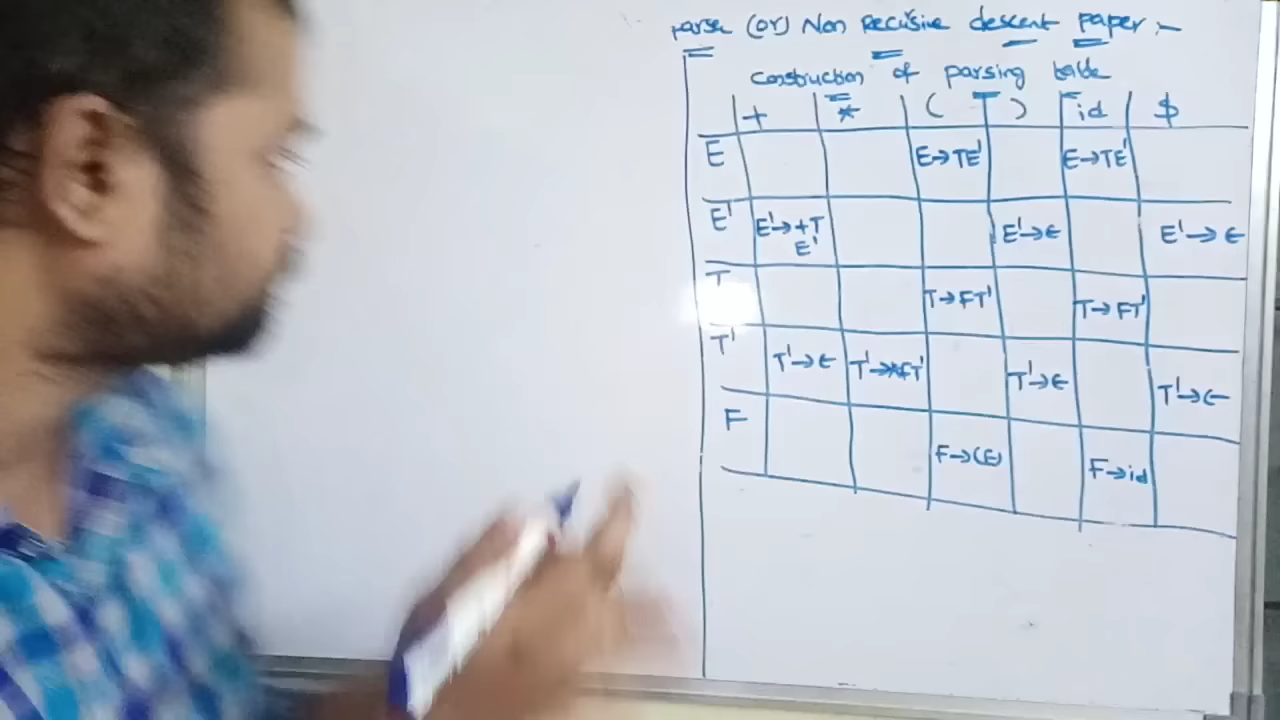 parse (or) Non Recursive descent paper :-
construction of parsing table
+ * ( ) id $
E E→TE' E→TE'
E' E'→+TE' E'→ε E'→ε
T T→FT' T→FT'
T' T'→ε T'→*FT' T'→ε T'→ε
F F→(E) F→id